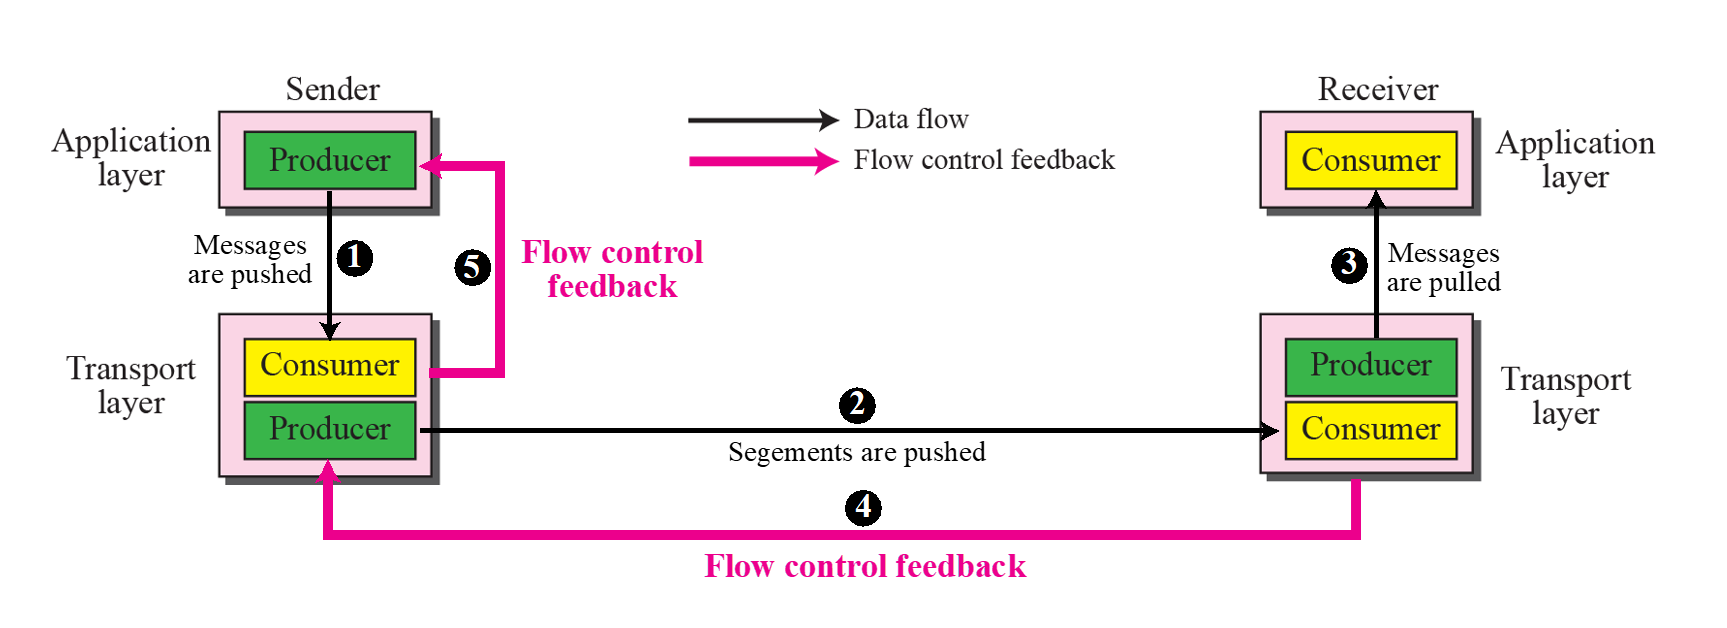 Sender
Receiver
Data flow
Flow control feedback
Application
layer
Producer
Consumer
Application
layer
Messages
are pushed
1
5
Flow control
feedback
3
Messages
are pulled
Transport
layer
Consumer
Producer
2
Segements are pushed
Producer
Consumer
Transport
layer
4
Flow control feedback